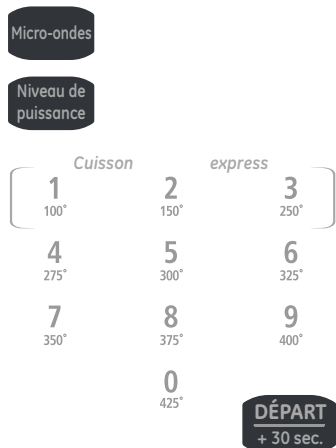 Micro-ondes
Niveau de
puissance
Cuisson express
1 2 3
100° 150° 250°
4 5 6
275° 300° 325°
7 8 9
350° 375° 400°
0
425°
DÉPART
+ 30 sec.